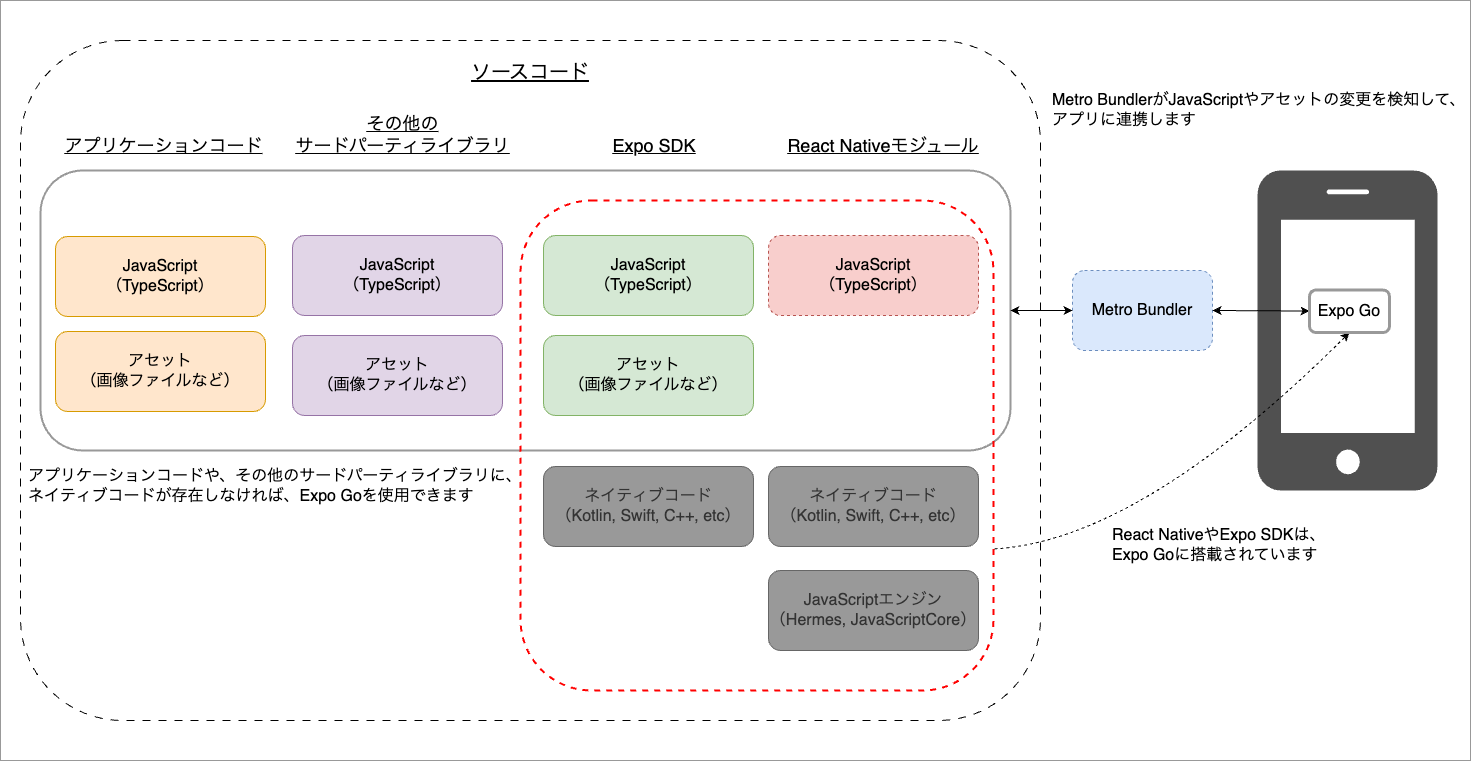 ソースコード
アプリケーションコード
その他の
サードパーティライブラリ
Expo SDK
React Nativeモジュール
JavaScript
（TypeScript）
JavaScript
（TypeScript）
JavaScript
（TypeScript）
JavaScript
（TypeScript）
アセット
（画像ファイルなど）
アセット
（画像ファイルなど）
アセット
（画像ファイルなど）
アプリケーションコードや、その他のサードパーティライブラリに、
ネイティブコードが存在しなければ、Expo Goを使用できます
ネイティブコード
（Kotlin, Swift, C++, etc）
ネイティブコード
（Kotlin, Swift, C++, etc）
JavaScriptエンジン
（Hermes, JavaScriptCore）
Metro BundlerがJavaScriptやアセットの変更を検知して、
アプリに連携します
Metro Bundler
Expo Go
React NativeやExpo SDKは、
Expo Goに搭載されています